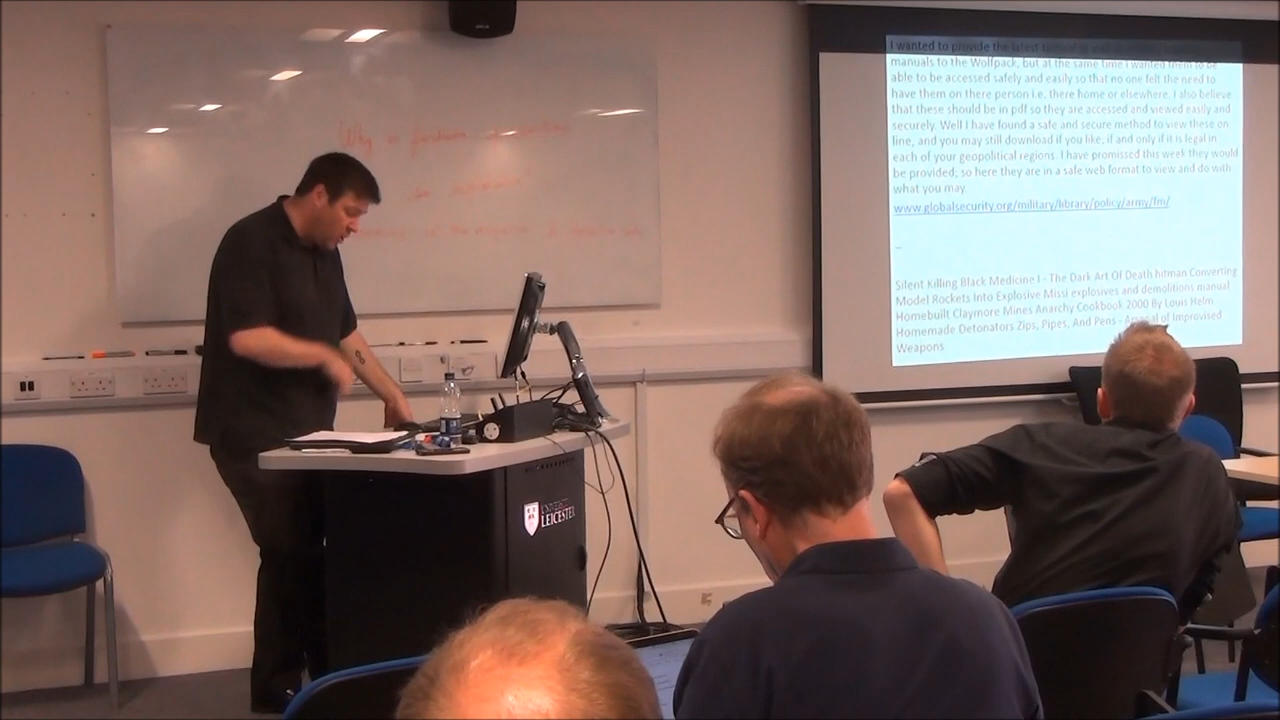 I wanted to provide the latest
manuals to the Wolfpack, but at the same time I wanted them to be
able to be accessed safely and easily so that no one felt the need to
have them on there person i.e. there home or elsewhere. I also believe
that these should be in pdf so they are accessed and viewed easily and
securely. Well I have found a safe and secure method to view these on
line, and you may still download if you like, if and only if it is legal in
each of your geopolitical regions. I have promissed this week they would
be provided; so here they are in a safe web format to view and do with
what you may.
www.globalsecurity.org/military/library/policy/army/fm/
Silent Killing Black Medicine I - The Dark Art Of Death hitman Converting
Model Rockets Into Explosive Missi explosives and demolitions manual
Homebuilt Claymore Mines Anarchy Cookbook 2000 By Louis Helm
Homemade Detonators Zips, Pipes, And Pens - Arsenal of Improvised
Weapons
Why
UNIVERSITY OF
LEICESTER